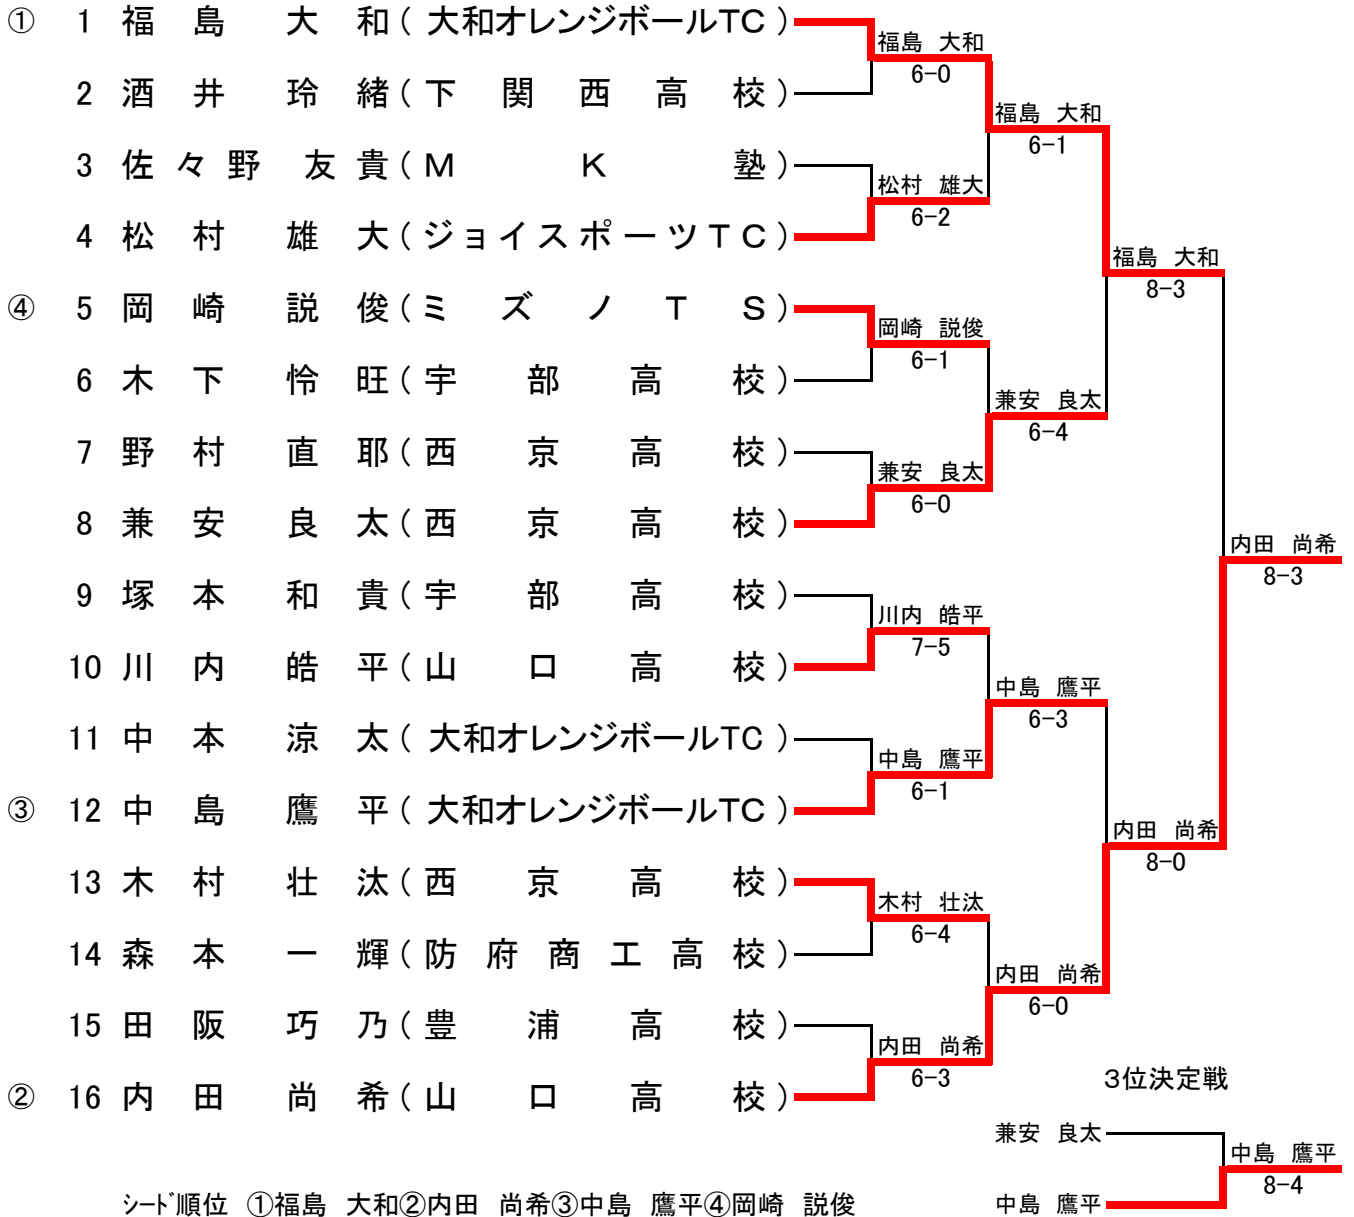 ① 1 福島 大和 ( 大和オレンジボールTC )
福島 大和
6-0
2 酒井 玲緒 ( 下関西高校 )
福島 大和
6-1
3 佐々野 友貴 ( MK塾 )
松村 雄大
6-2
4 松村 雄大 ( ジョイスポーツTC )
福島 大和
8-3
④ 5 岡崎 説俊 ( ミズノTS )
岡崎 説俊
6-1
6 木下 怜旺 ( 宇部高校 )
兼安 良太
6-4
7 野村 直耶 ( 西京高校 )
兼安 良太
6-0
8 兼安 良太 ( 西京高校 )
内田 尚希
8-3
9 塚本 和貴 ( 宇部高校 )
川内 皓平
7-5
10 川内 皓平 ( 山口高校 )
中島 鷹平
6-3
11 中本 涼太 ( 大和オレンジボールTC )
中島 鷹平
6-1
③ 12 中島 鷹平 ( 大和オレンジボールTC )
内田 尚希
8-0
13 木村 壮汰 ( 西京高校 )
木村 壮汰
6-4
14 森本 一輝 ( 防府商工高校 )
内田 尚希
6-0
15 田阪 巧乃 ( 豊浦高校 )
内田 尚希
6-3
② 16 内田 尚希 ( 山口高校 )
3位決定戦
兼安 良太
中島 鷹平
8-4
中島 鷹平
シード順位 ①福島 大和②内田 尚希③中島 鷹平④岡崎 説俊